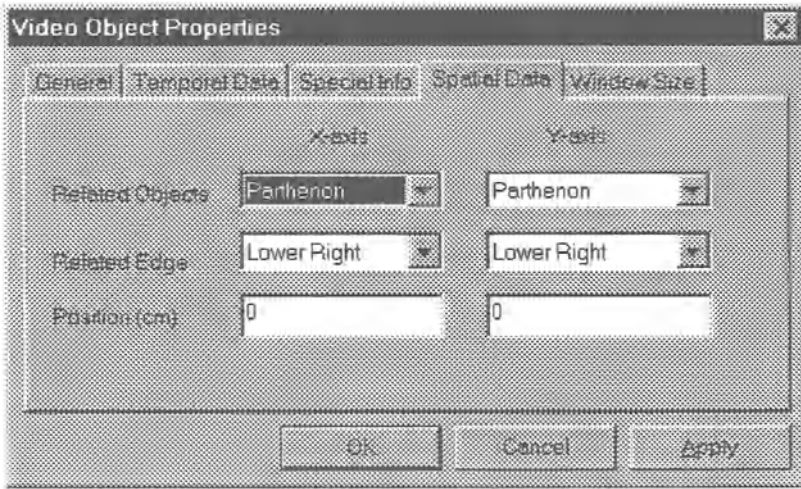 Video Object Properties
General Temporal Data Special Info Spatial Data Window Size
X-axis Y-axis
Related Objects Parthenon Parthenon
Related Edge Lower Right Lower Right
Position (cm) 0 0
OK Cancel Apply